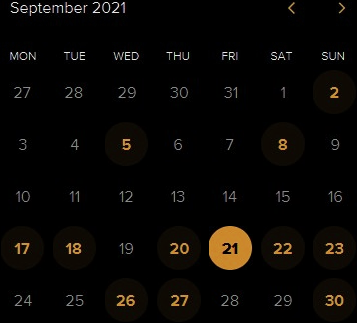 September 2021
MON TUE WED THU FRI SAT SUN
27 28 29 30 31 1 2
3 4 5 6 7 8 9
10 11 12 13 14 15 16
17 18 19 20 21 22 23
24 25 26 27 28 29 30